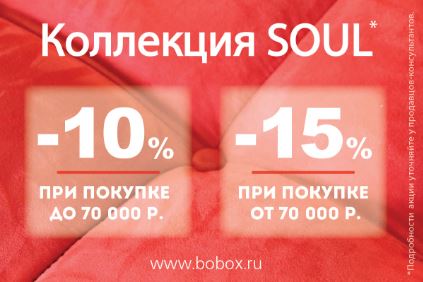 Коллекция SOUL*
-10%
ПРИ ПОКУПКЕ
ДО 70 000 Р.
-15%
ПРИ ПОКУПКЕ
ОТ 70 000 Р.
www.bobox.ru
*Подробности акции уточняйте у продавцов-консультантов.